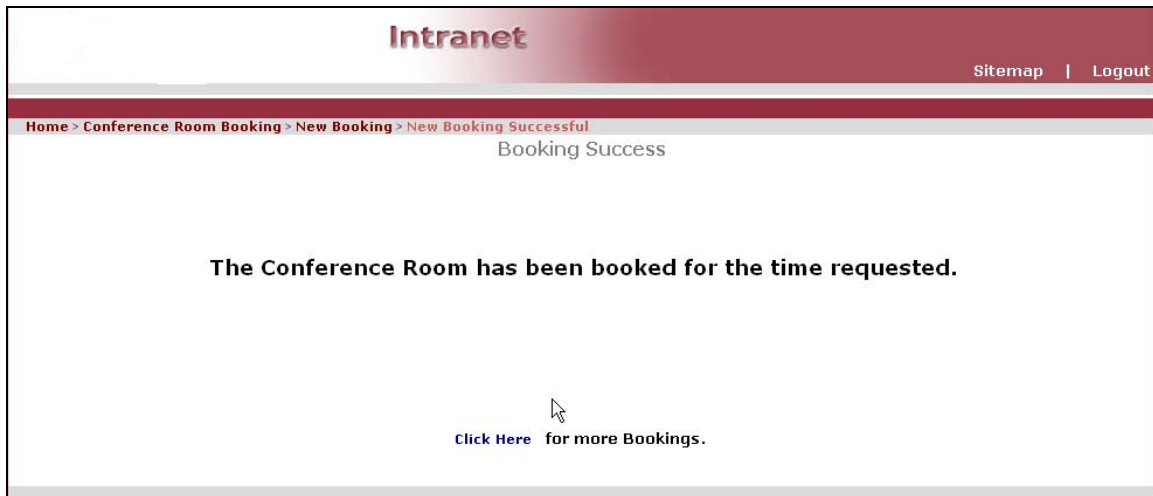 Intranet
Sitemap | Logout
Home > Conference Room Booking > New Booking > New Booking Successful
Booking Success
The Conference Room has been booked for the time requested.
Click Here for more Bookings.